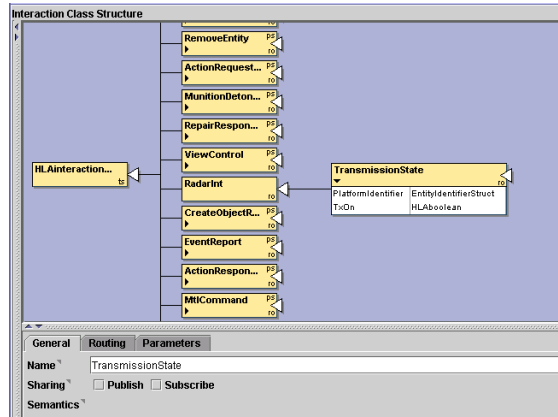 Interaction Class Structure
RemoveEntity ps
ro
ActionRequest... ps
ro
MunitionDeton... ps
ro
RepairRespon... ps
ro
ViewControl ps
ro
HLAinteraction...
ts
RadarInt
ro
TransmissionState
ro
PlatformIdentifier EntityIdentifierStruct
TxOn HLAboolean
CreateObjectR... ps
ro
EventReport ps
ro
ActionRespon... ps
ro
MtlCommand ps
ro
General Routing Parameters
Name TransmissionState
Sharing Publish Subscribe
Semantics